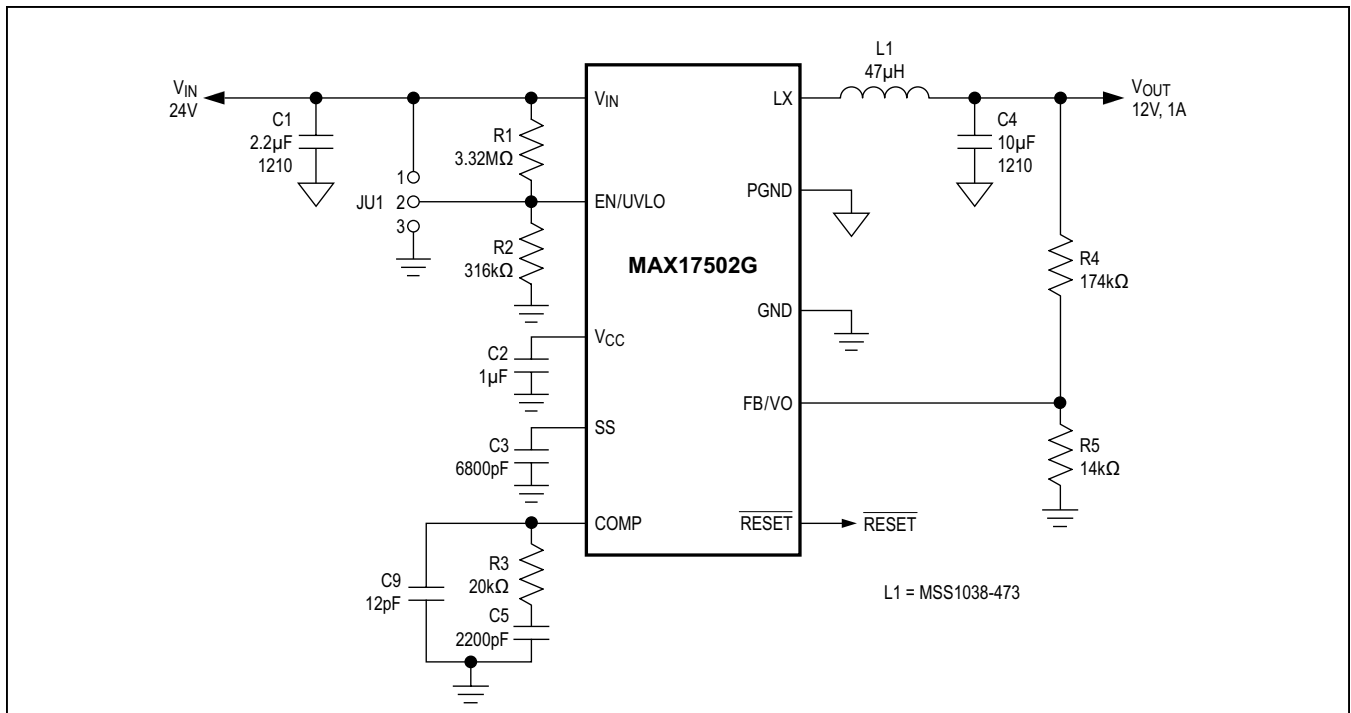 V_IN
24V
C1
2.2µF
1210
JU1
1
2
3
R1
3.32MΩ
R2
316kΩ
C2
1µF
C3
6800pF
C9
12pF
R3
20kΩ
C5
2200pF
V_IN
EN/UVLO
V_CC
SS
COMP
MAX17502G
LX
PGND
GND
FB/VO
RESET
RESET
L1
47µH
C4
10µF
1210
V_OUT
12V, 1A
R4
174kΩ
R5
14kΩ
L1 = MSS1038-473